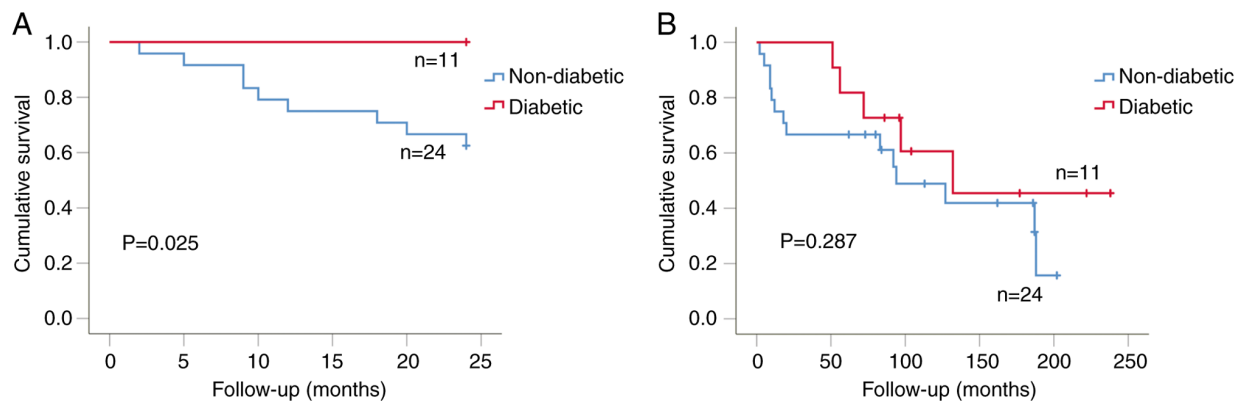 A
1.0
0.8
0.6
0.4
0.2
0.0
Cumulative survival
n=11
n=24
P=0.025
Non-diabetic
Diabetic
0 5 10 15 20 25
Follow-up (months)
B
1.0
0.8
0.6
0.4
0.2
0.0
Cumulative survival
n=11
n=24
P=0.287
Non-diabetic
Diabetic
0 50 100 150 200 250
Follow-up (months)